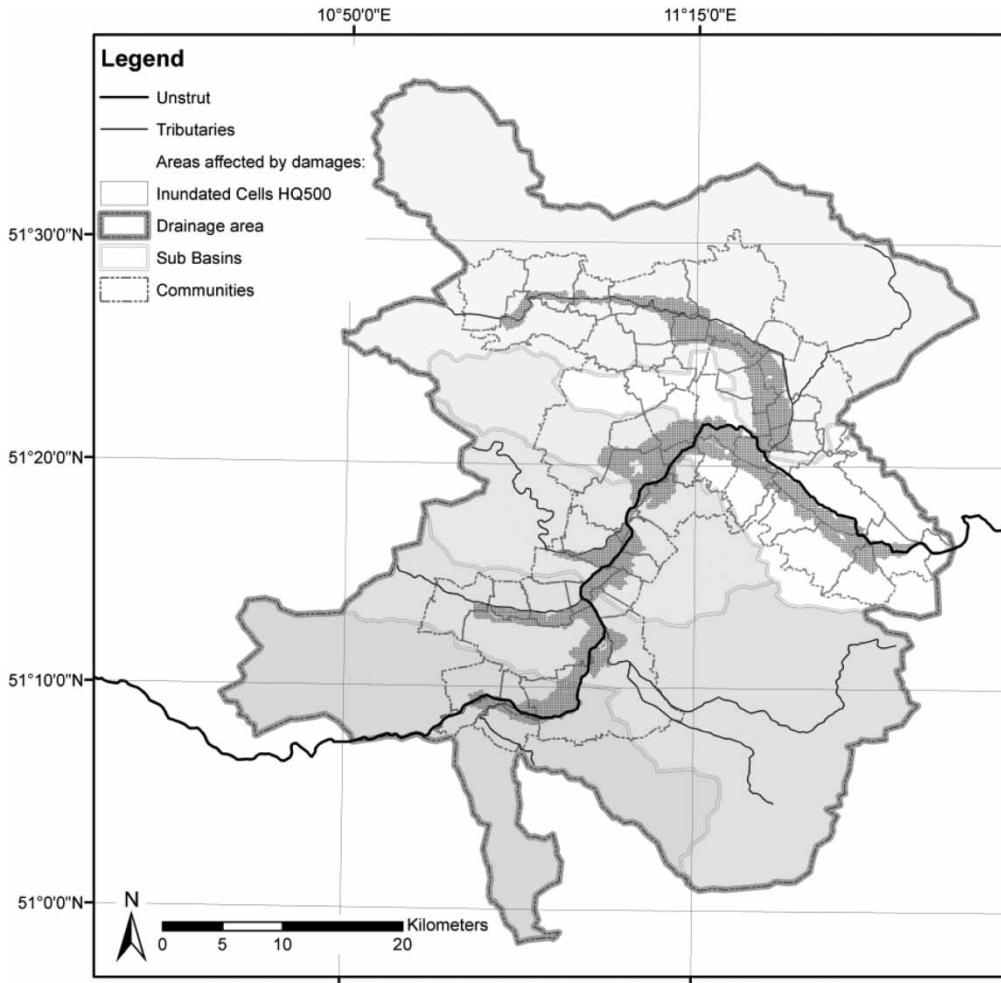 10°50'0"E 11°15'0"E
Legend
Unstrut
Tributaries
Areas affected by damages:
Inundated Cells HQ500
51°30'0"N
Drainage area
Sub Basins
Communities
51°20'0"N
51°10'0"N
51°0'0"N
N
Kilometers
0 5 10 20